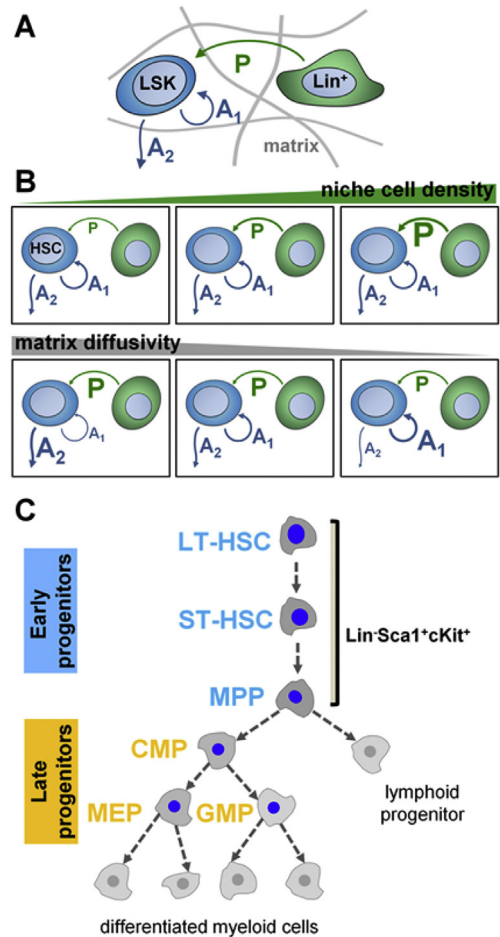 A
LSK
P
Lin⁺
A₁
A₂
matrix
B
niche cell density
HSC
P
A₂
A₁
P
A₂
A₁
P
A₂
A₁
matrix diffusivity
P
A₂
A₁
P
A₂
A₁
P
A₂
A₁
C
Early
progenitors
LT-HSC
ST-HSC
MPP
Lin⁻Sca1⁺cKit⁺
Late
progenitors
CMP
MEP
GMP
lymphoid
progenitor
differentiated myeloid cells